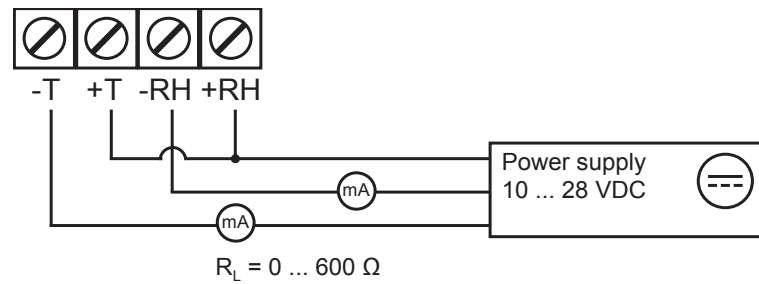 -T +T -RH +RH
Power supply
10 ... 28 VDC
mA
mA
R_L = 0 ... 600 Ω